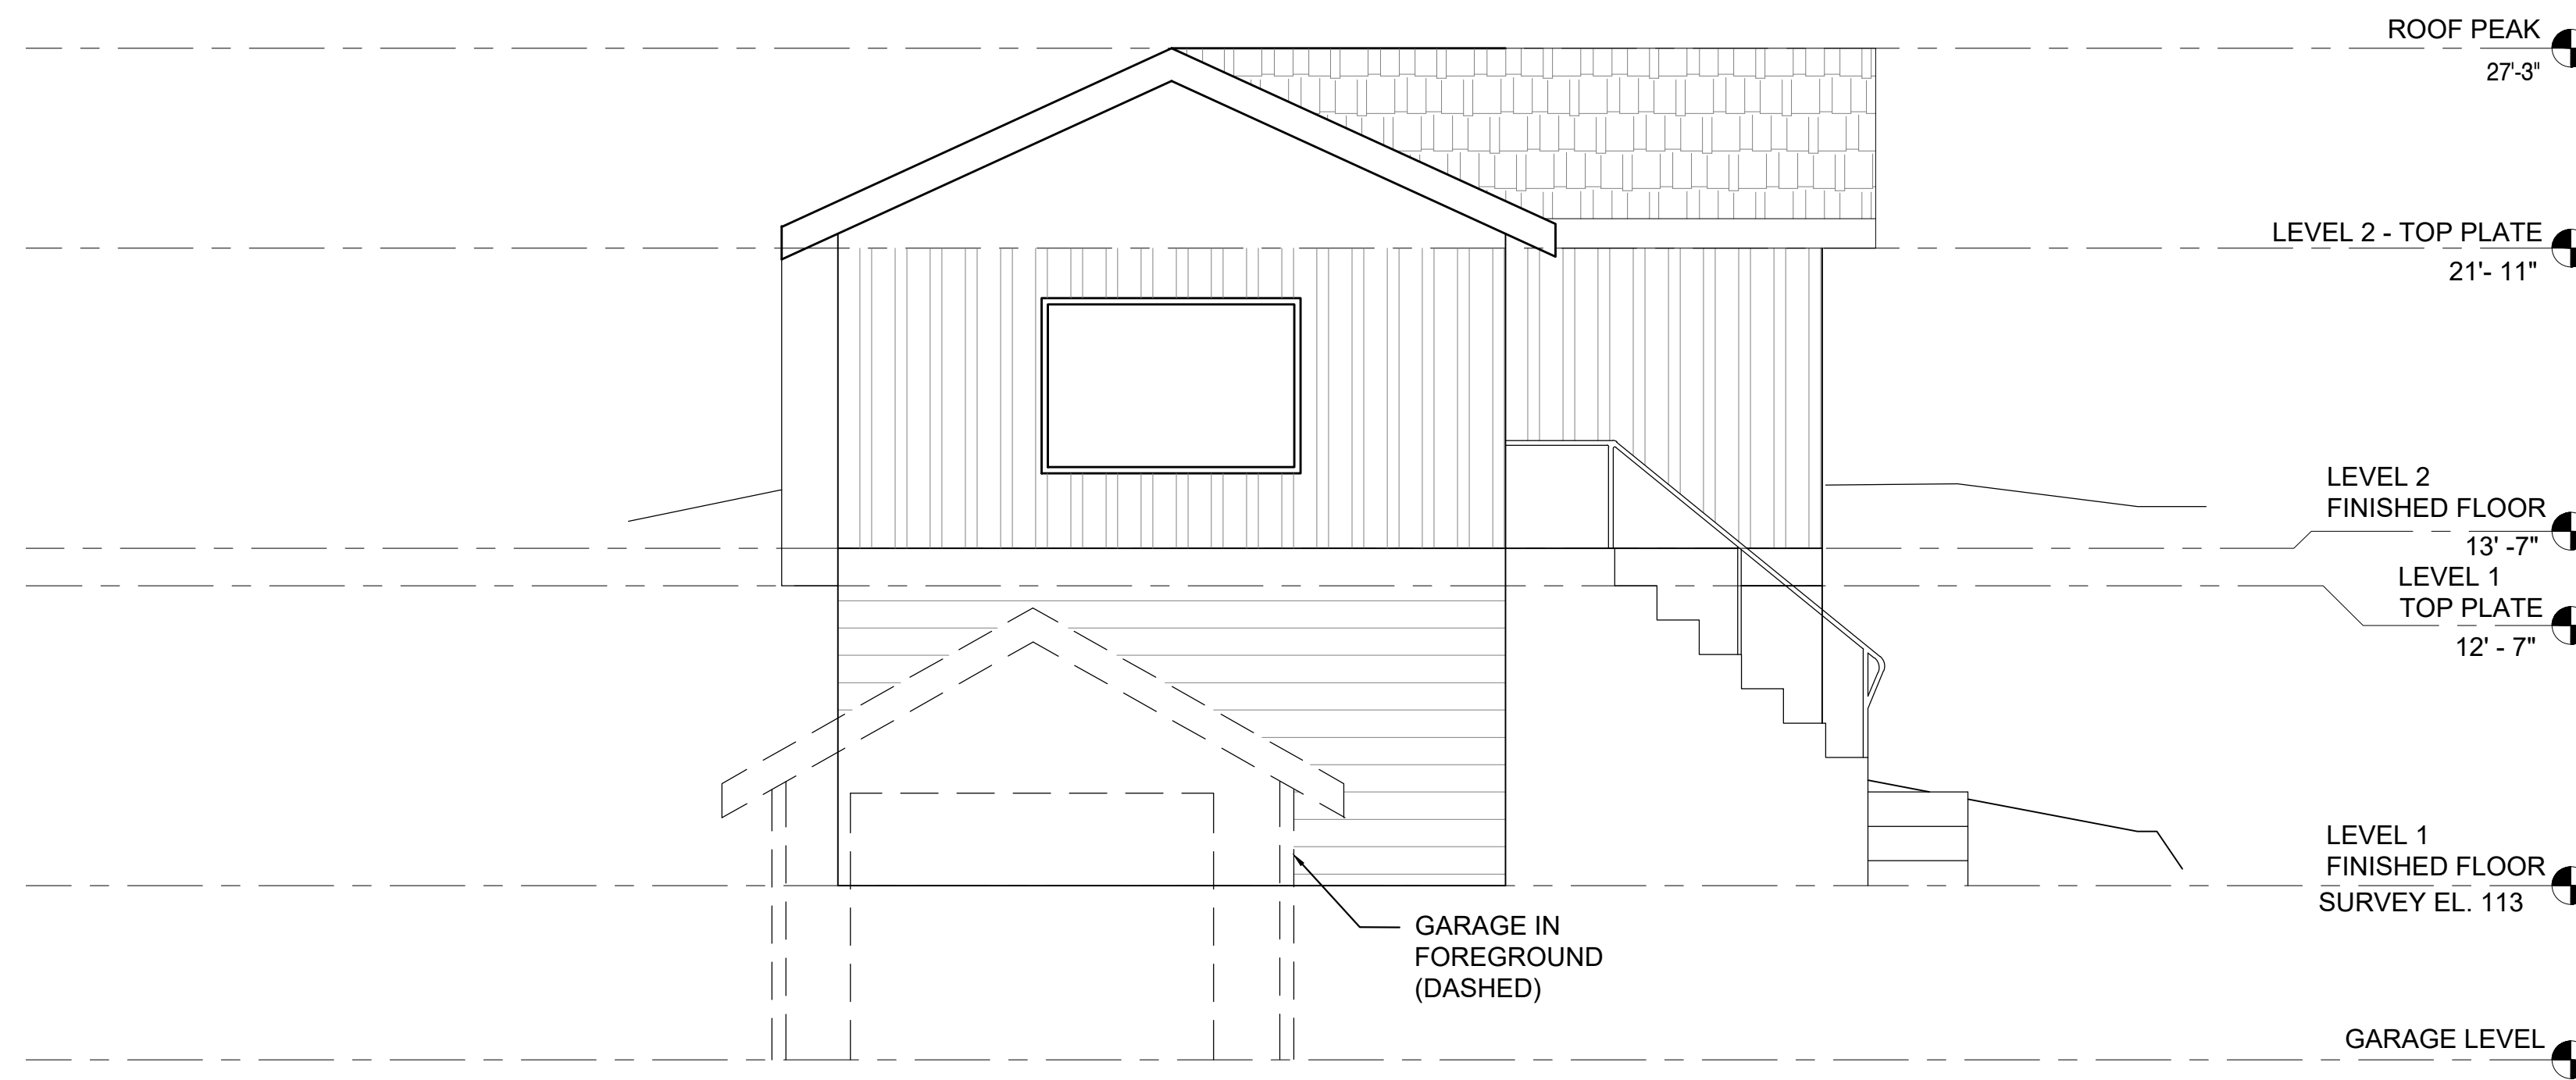 ROOF PEAK
27'-3"
LEVEL 2 - TOP PLATE
21'- 11"
LEVEL 2
FINISHED FLOOR
13' -7"
LEVEL 1
TOP PLATE
12' - 7"
LEVEL 1
FINISHED FLOOR
SURVEY EL. 113
GARAGE IN
FOREGROUND
(DASHED)
GARAGE LEVEL